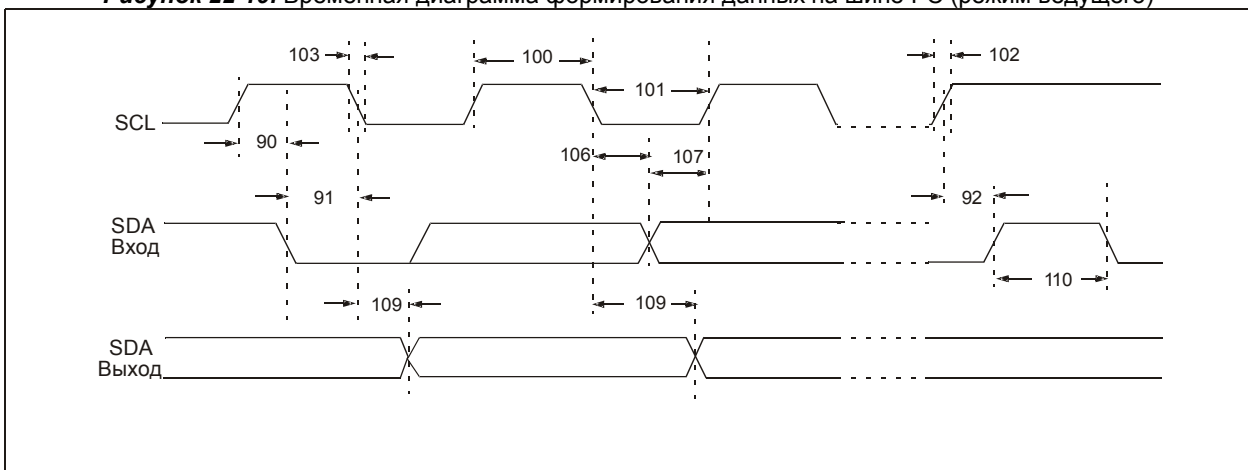 Рисунок 22-10. Временная диаграмма формирования данных на шине I²C (режим ведущего)
103 100 102
101
SCL
90 106 107
91 92
SDA
Вход
109 109 110
SDA
Выход